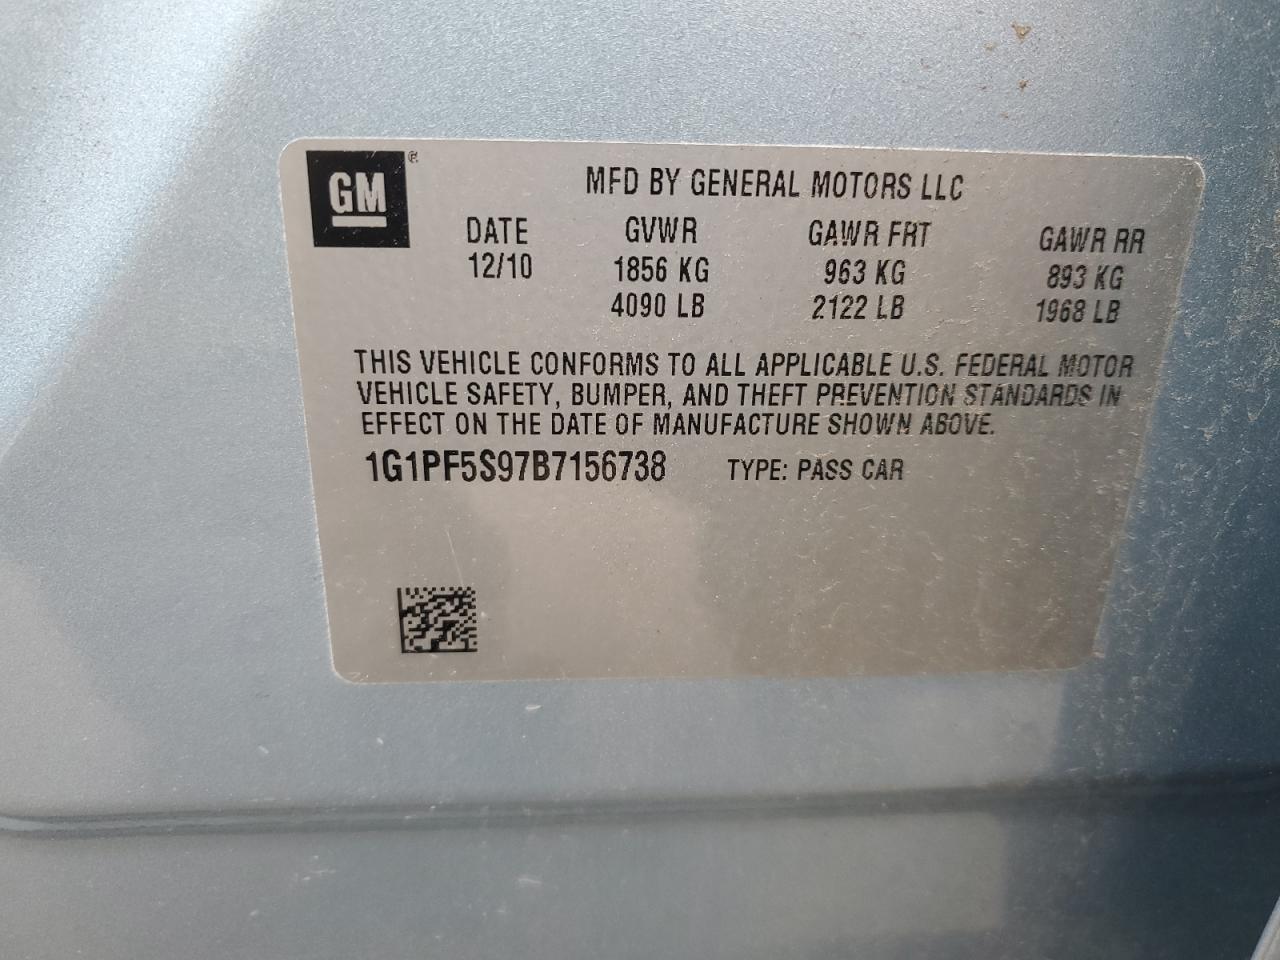 GM
MFD BY GENERAL MOTORS LLC
DATE GVWR GAWR FRT GAWR RR
12/10 1856 KG 963 KG 893 KG
4090 LB 2122 LB 1968 LB
THIS VEHICLE CONFORMS TO ALL APPLICABLE U.S. FEDERAL MOTOR
VEHICLE SAFETY, BUMPER, AND THEFT PREVENTION STANDARDS IN
EFFECT ON THE DATE OF MANUFACTURE SHOWN ABOVE.
1G1PF5S97B7156738 TYPE: PASS CAR